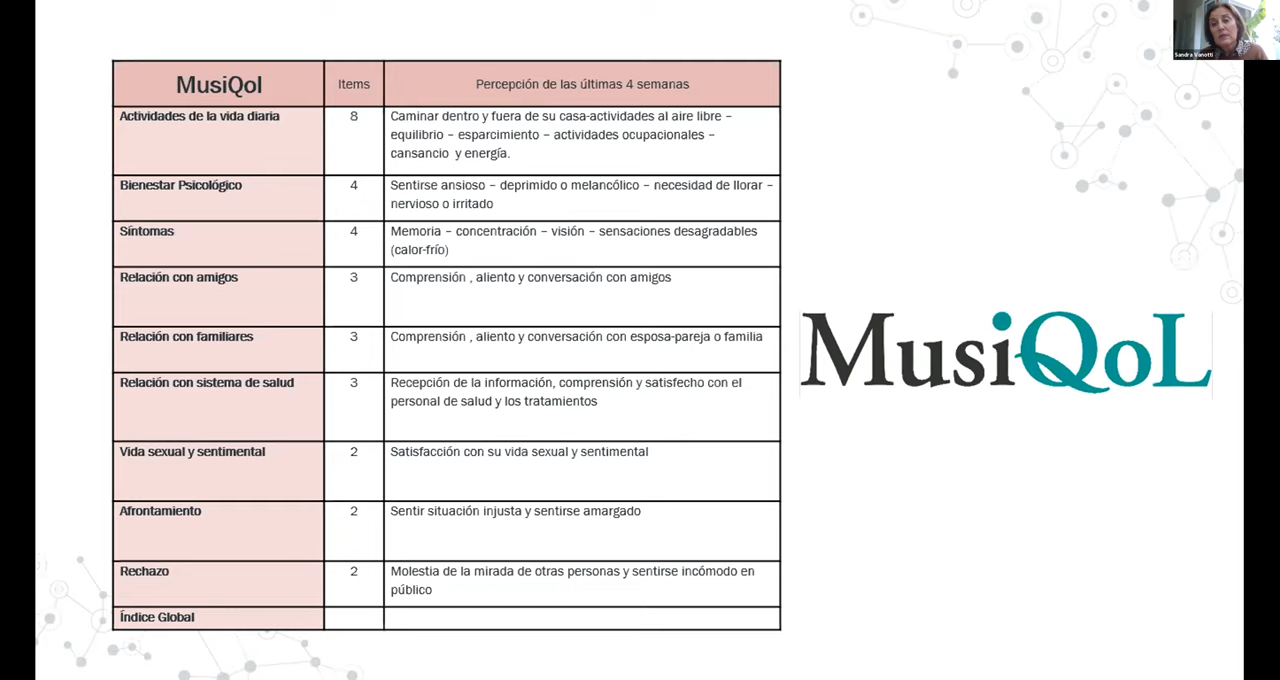 Sandra Vanotti
MusiQol
Items
Percepción de las últimas 4 semanas
Actividades de la vida diaria
8
Caminar dentro y fuera de su casa-actividades al aire libre –
equilibrio – esparcimiento – actividades ocupacionales –
cansancio y energía.
Bienestar Psicológico
4
Sentirse ansioso – deprimido o melancólico – necesidad de llorar –
nervioso o irritado
Síntomas
4
Memoria – concentración – visión – sensaciones desagradables
(calor-frío)
Relación con amigos
3
Comprensión , aliento y conversación con amigos
Relación con familiares
3
Comprensión , aliento y conversación con esposa-pareja o familia
Relación con sistema de salud
3
Recepción de la información, comprensión y satisfecho con el
personal de salud y los tratamientos
Vida sexual y sentimental
2
Satisfacción con su vida sexual y sentimental
Afrontamiento
2
Sentir situación injusta y sentirse amargado
Rechazo
2
Molestia de la mirada de otras personas y sentirse incómodo en
público
Índice Global
MusiQoL